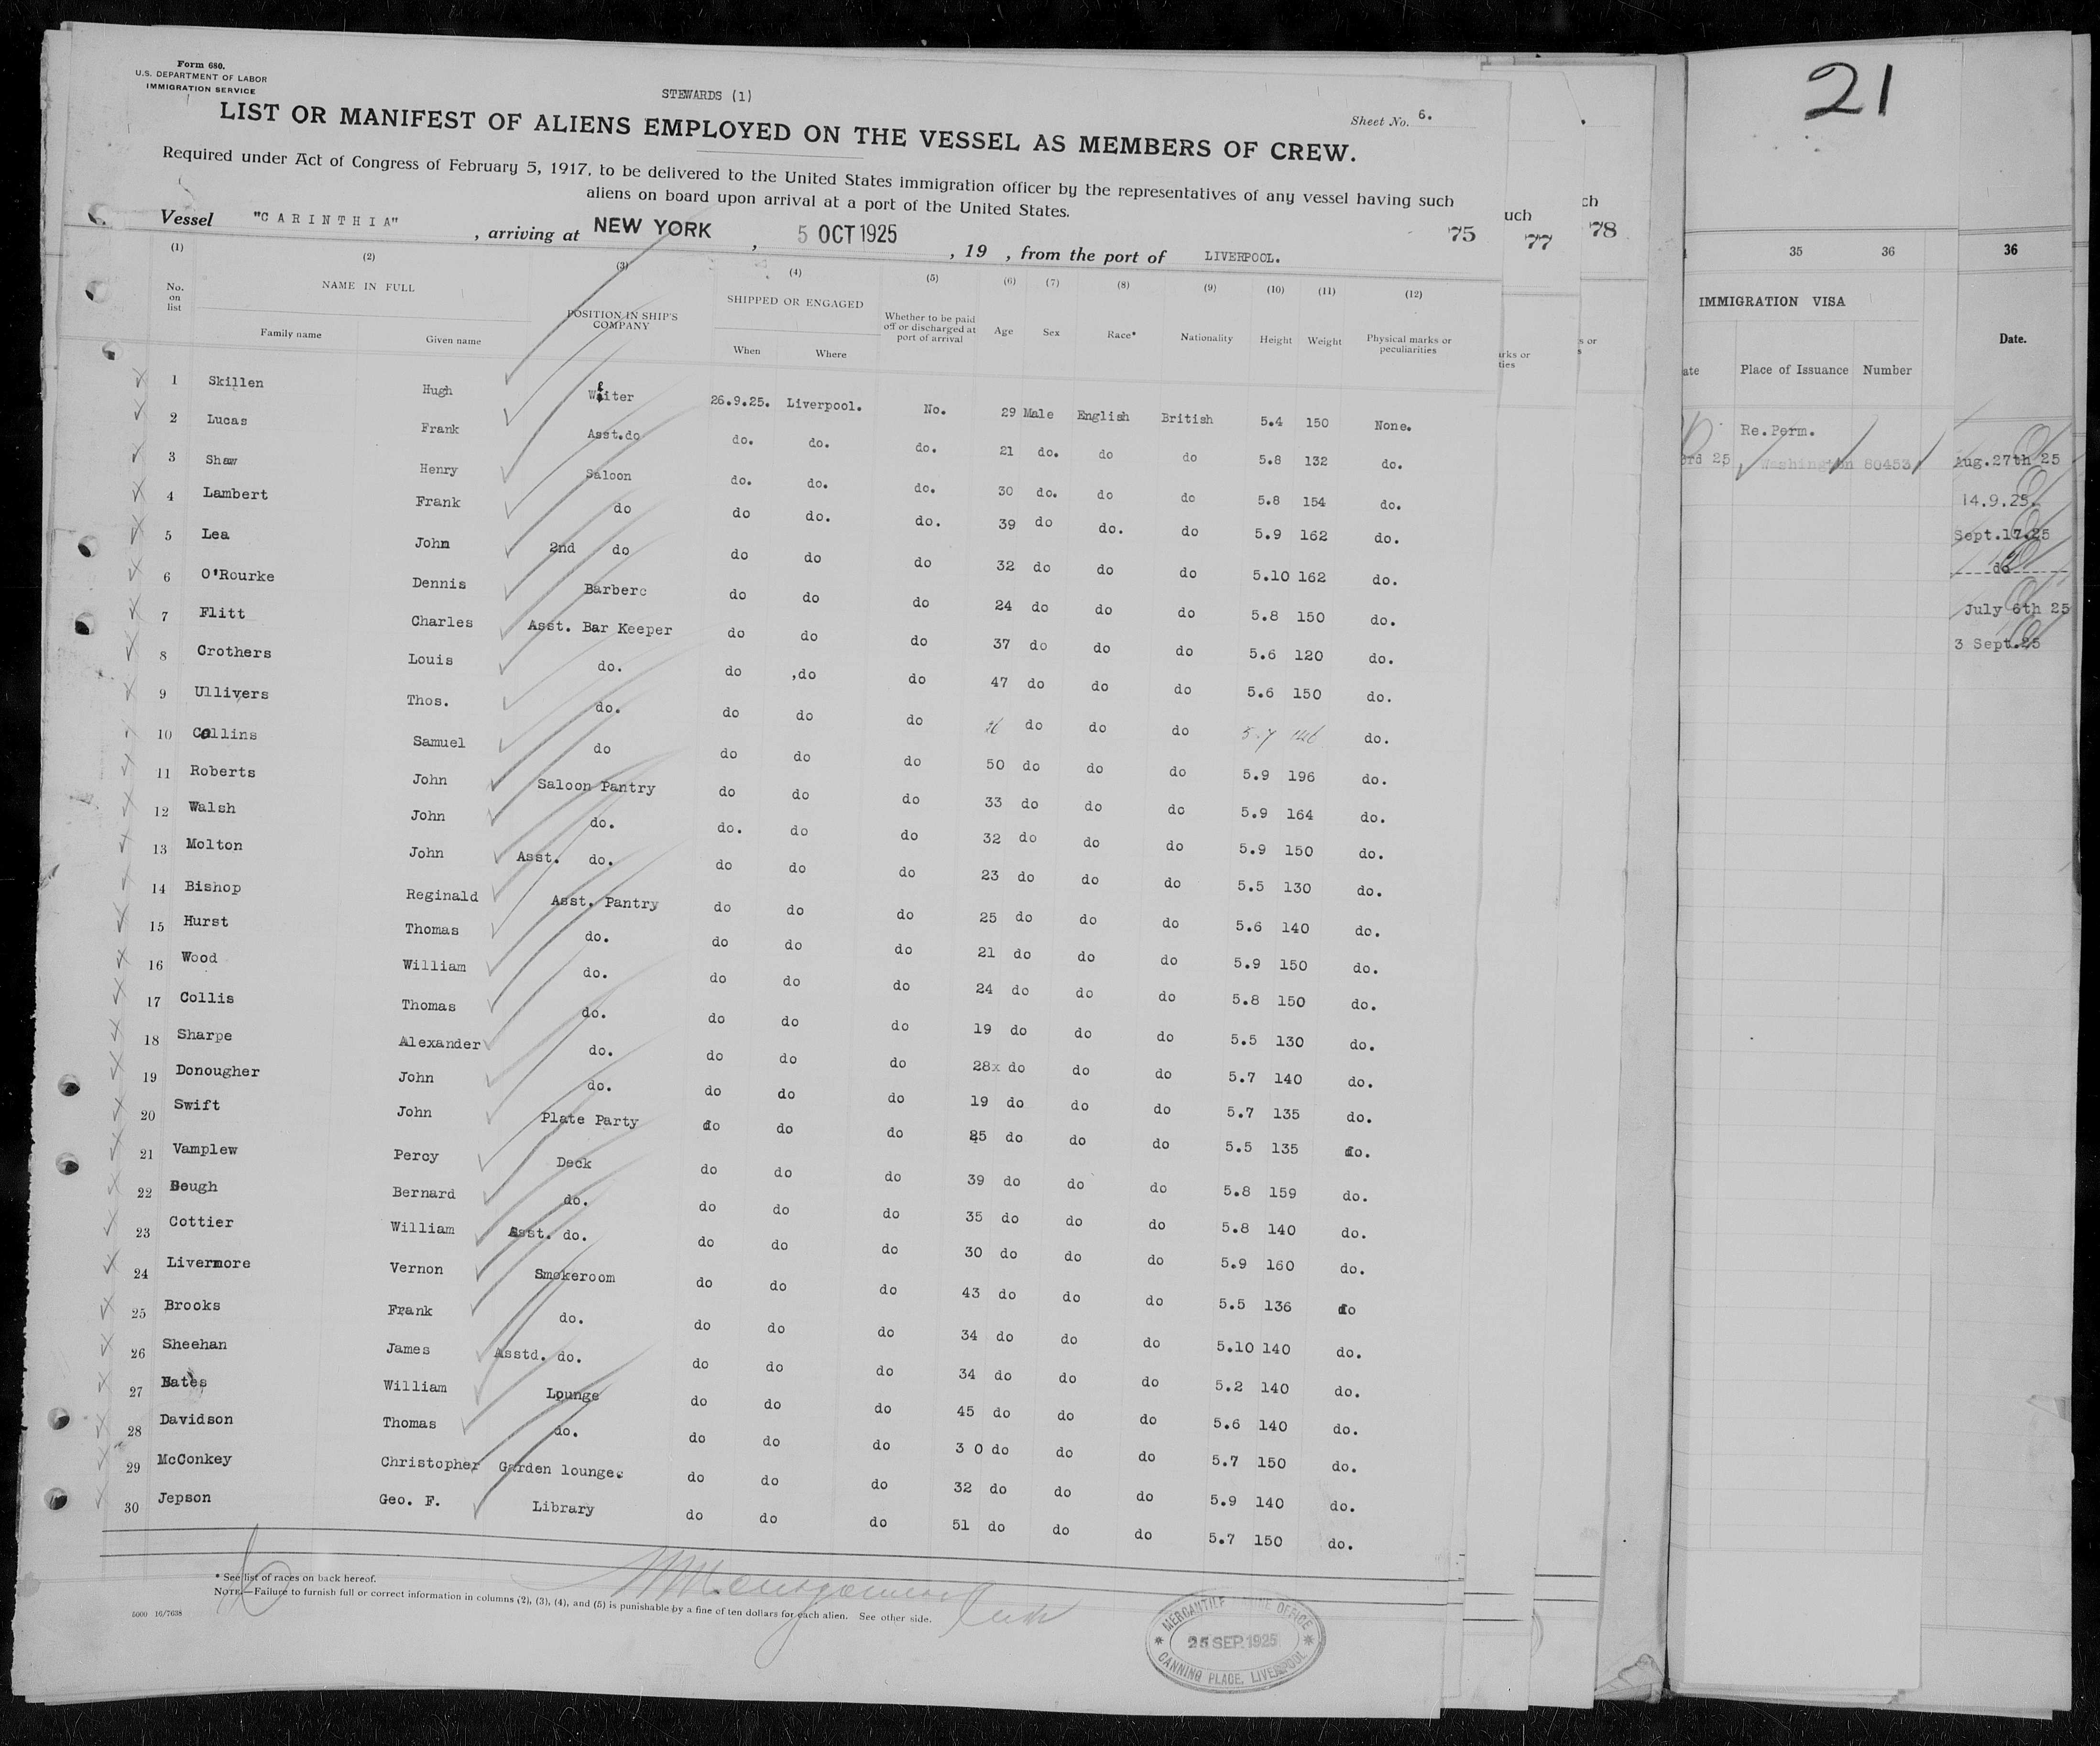 Form 680.
U.S. DEPARTMENT OF LABOR
IMMIGRATION SERVICE
STEWARDS (1)
Sheet No. 6.
LIST OR MANIFEST OF ALIENS EMPLOYED ON THE VESSEL AS MEMBERS OF CREW.
Required under Act of Congress of February 5, 1917, to be delivered to the United States immigration officer by the representatives of any vessel having such
aliens on board upon arrival at a port of the United States.
Vessel "CARINTHIA", arriving at NEW YORK, 5 OCT 1925, 19 , from the port of LIVERPOOL. 75
(1) (2) (3) (4) (5) (6) (7) (8) (9) (10) (11) (12)
No. on list NAME IN FULL POSITION IN SHIP'S COMPANY SHIPPED OR ENGAGED Whether to be paid off or discharged at port of arrival Age Sex Race* Nationality Height Weight Physical marks or peculiarities
Family name Given name When Where
1 Skillen Hugh Waiter 26.9.25. Liverpool. No. 29 Male English British 5.4 150 None.
2 Lucas Frank Asst.do do. do. do. 21 do. do do 5.8 132 do.
3 Shaw Henry Saloon do. do. do. 30 do. do do 5.8 154 do.
4 Lambert Frank do do do. do. 39 do do. do 5.9 162 do.
5 Lea John 2nd do do do do 32 do do do 5.10 162 do.
6 O'Rourke Dennis Barber do do do 24 do do do 5.8 150 do.
7 Flitt Charles Asst. Bar Keeper do do do 37 do do do 5.6 120 do.
8 Crothers Louis do. do ,do do 47 do do do 5.6 150 do.
9 Ullivers Thos. do. do do do 26 do do do 5.7 146 do.
10 Collins Samuel do do do do 50 do do do 5.9 196 do.
11 Roberts John Saloon Pantry do do do 33 do do do 5.9 164 do.
12 Walsh John do. do. do do 32 do do do 5.9 150 do.
13 Molton John Asst. do. do do do 23 do do do 5.5 130 do.
14 Bishop Reginald Asst. Pantry do do do 25 do do do 5.6 140 do.
15 Hurst Thomas do. do do do 21 do do do 5.9 150 do.
16 Wood William do. do do do 24 do do do 5.8 150 do.
17 Collis Thomas do. do do do 19 do do do 5.5 130 do.
18 Sharpe Alexander do. do do do 28x do do do 5.7 140 do.
19 Donougher John do. do do do 19 do do do 5.7 135 do.
20 Swift John Plate Party do do do 25 do do do 5.5 135 do.
21 Vamplew Percy Deck do do do 39 do do do 5.8 159 do.
22 Beugh Bernard do. do do do 35 do do do 5.8 140 do.
23 Cottier William Asst. do. do do do 30 do do do 5.9 160 do.
24 Livermore Vernon Smokeroom do do do 43 do do do 5.5 136 do
25 Brooks Frank do. do do do 34 do do do 5.10 140 do.
26 Sheehan James Asstd. do. do do do 34 do do do 5.2 140 do.
27 Bates William Lounge do do do 45 do do do 5.6 140 do.
28 Davidson Thomas do. do do do 3 0 do do do 5.7 150 do.
29 McConkey Christopher Garden lounge. do do do 32 do do do 5.9 140 do.
30 Jepson Geo. F. Library do do do 51 do do do 5.7 150 do.
* See list of races on back hereof.
NOTE.—Failure to furnish full or correct information in columns (2), (3), (4), and (5) is punishable by a fine of ten dollars for each alien. See other side.
5000 16/7638
MERCANTILE MARINE OFFICE
25 SEP. 1925
CANNING PLACE, LIVERPOOL
uch
77
arks or
ties
ch
78
s or
s
21
35 36
IMMIGRATION VISA
ate Place of Issuance Number
Re.Perm.
3rd 25 Washington 80453
36
Date.
Aug.27th 25
14.9.25.
Sept.17.25
do
July 6th 25
3 Sept.25